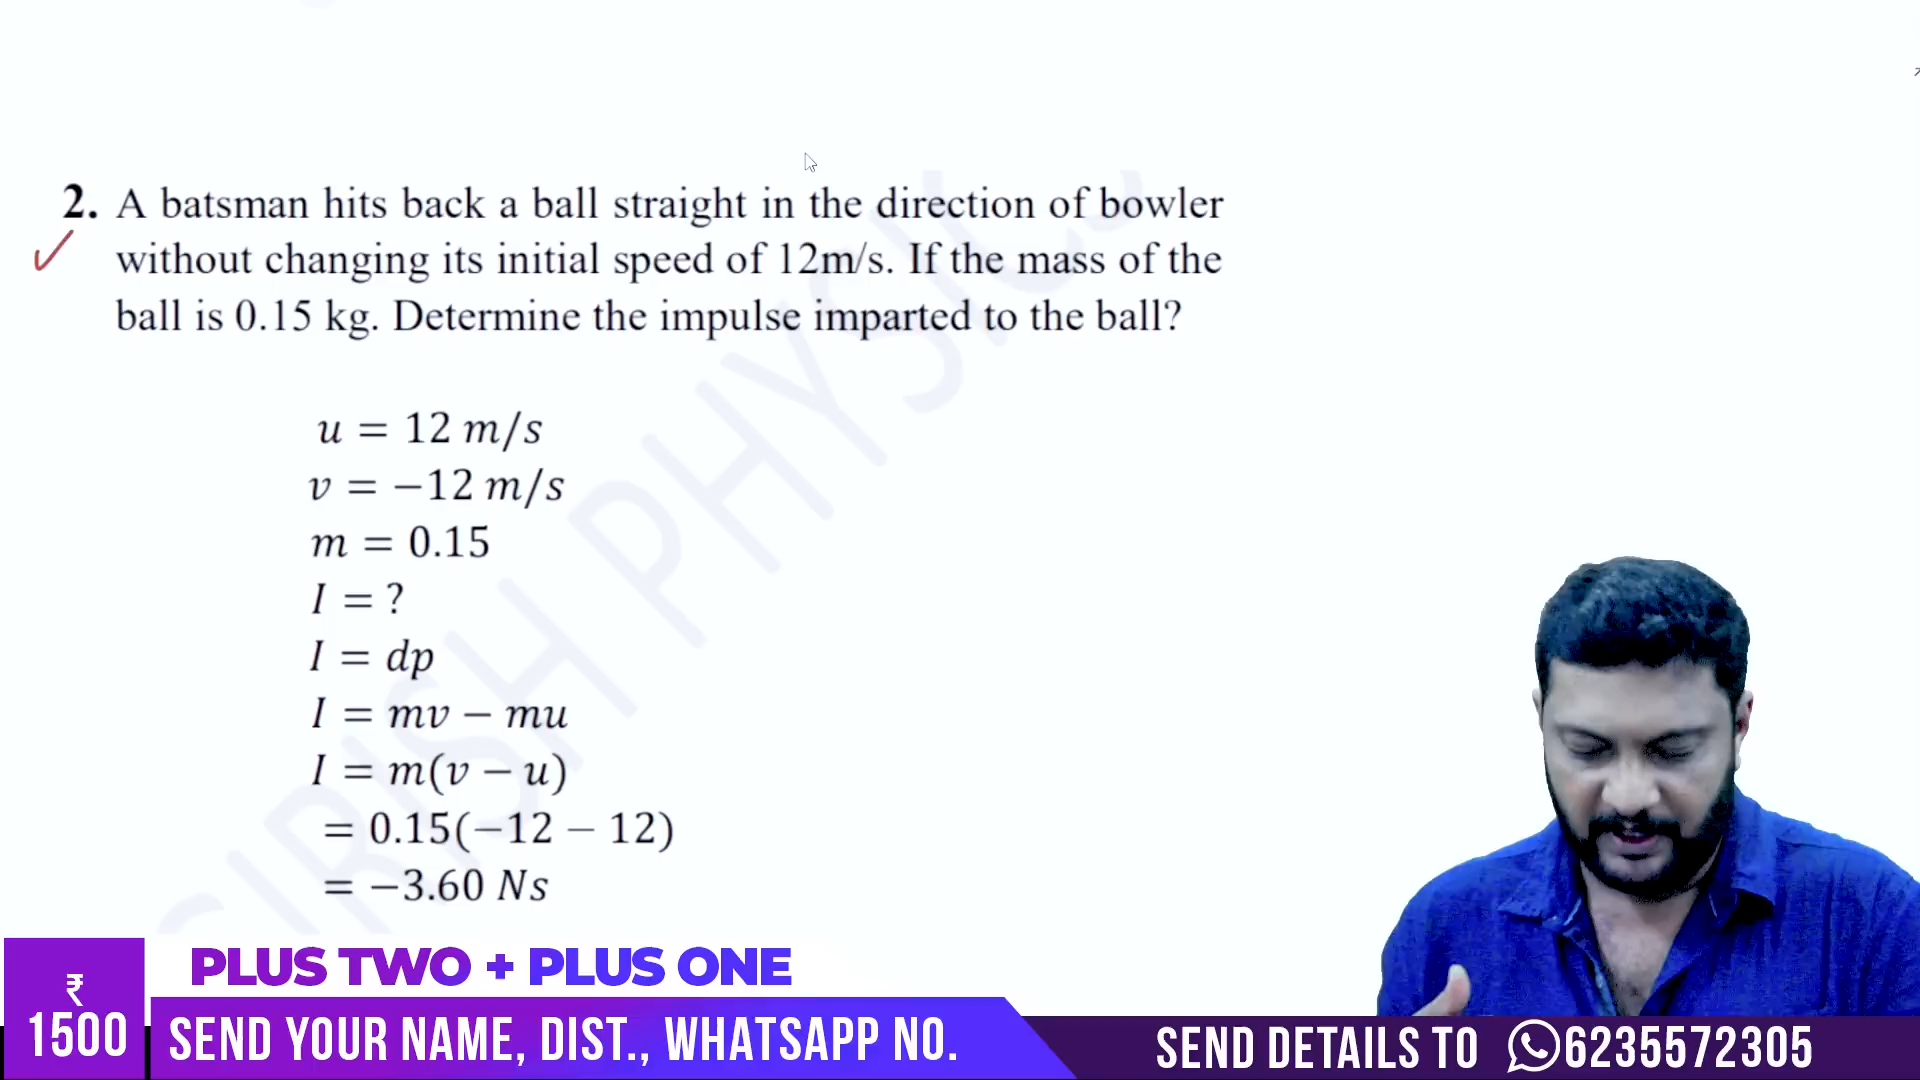 2. A batsman hits back a ball straight in the direction of bowler
without changing its initial speed of 12m/s. If the mass of the
ball is 0.15 kg. Determine the impulse imparted to the ball?
u = 12 m/s
v = −12 m/s
m = 0.15
I = ?
I = dp
I = mv − mu
I = m(v − u)
= 0.15(−12 − 12)
= −3.60 Ns
SIRISH PHYSICS
₹
1500
PLUS TWO + PLUS ONE
SEND YOUR NAME, DIST., WHATSAPP NO.
SEND DETAILS TO 6235572305